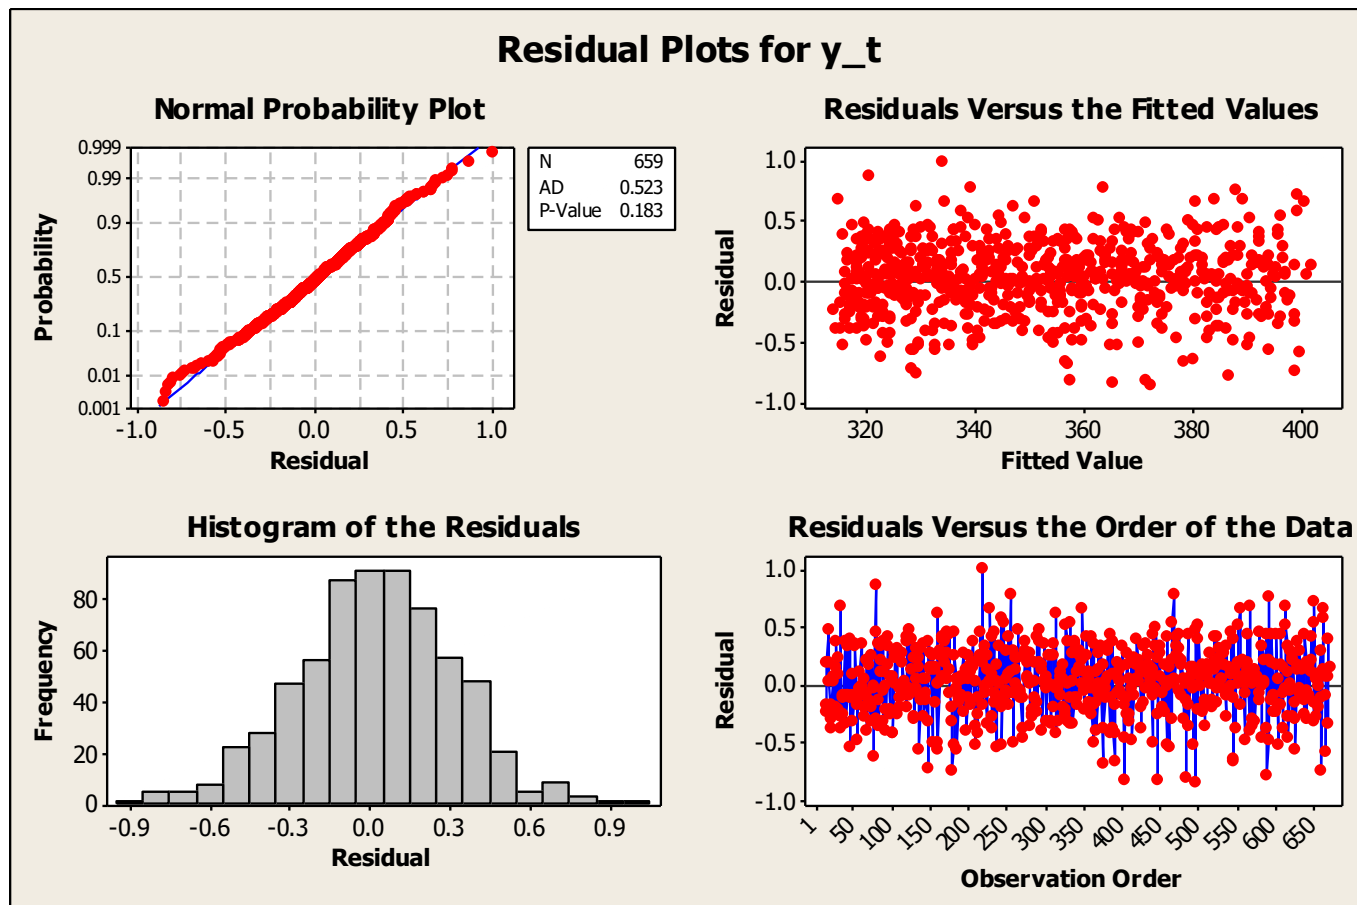 Residual Plots for y_t
Normal Probability Plot
0.999
0.99
0.9
0.5
0.1
0.01
0.001
Probability
-1.0 -0.5 0.0 0.5 1.0
Residual
N 659
AD 0.523
P-Value 0.183
Residuals Versus the Fitted Values
1.0
0.5
0.0
-0.5
-1.0
Residual
320 340 360 380 400
Fitted Value
Histogram of the Residuals
80
60
40
20
0
Frequency
-0.9 -0.6 -0.3 0.0 0.3 0.6 0.9
Residual
Residuals Versus the Order of the Data
1.0
0.5
0.0
-0.5
-1.0
Residual
1 50 100 150 200 250 300 350 400 450 500 550 600 650
Observation Order